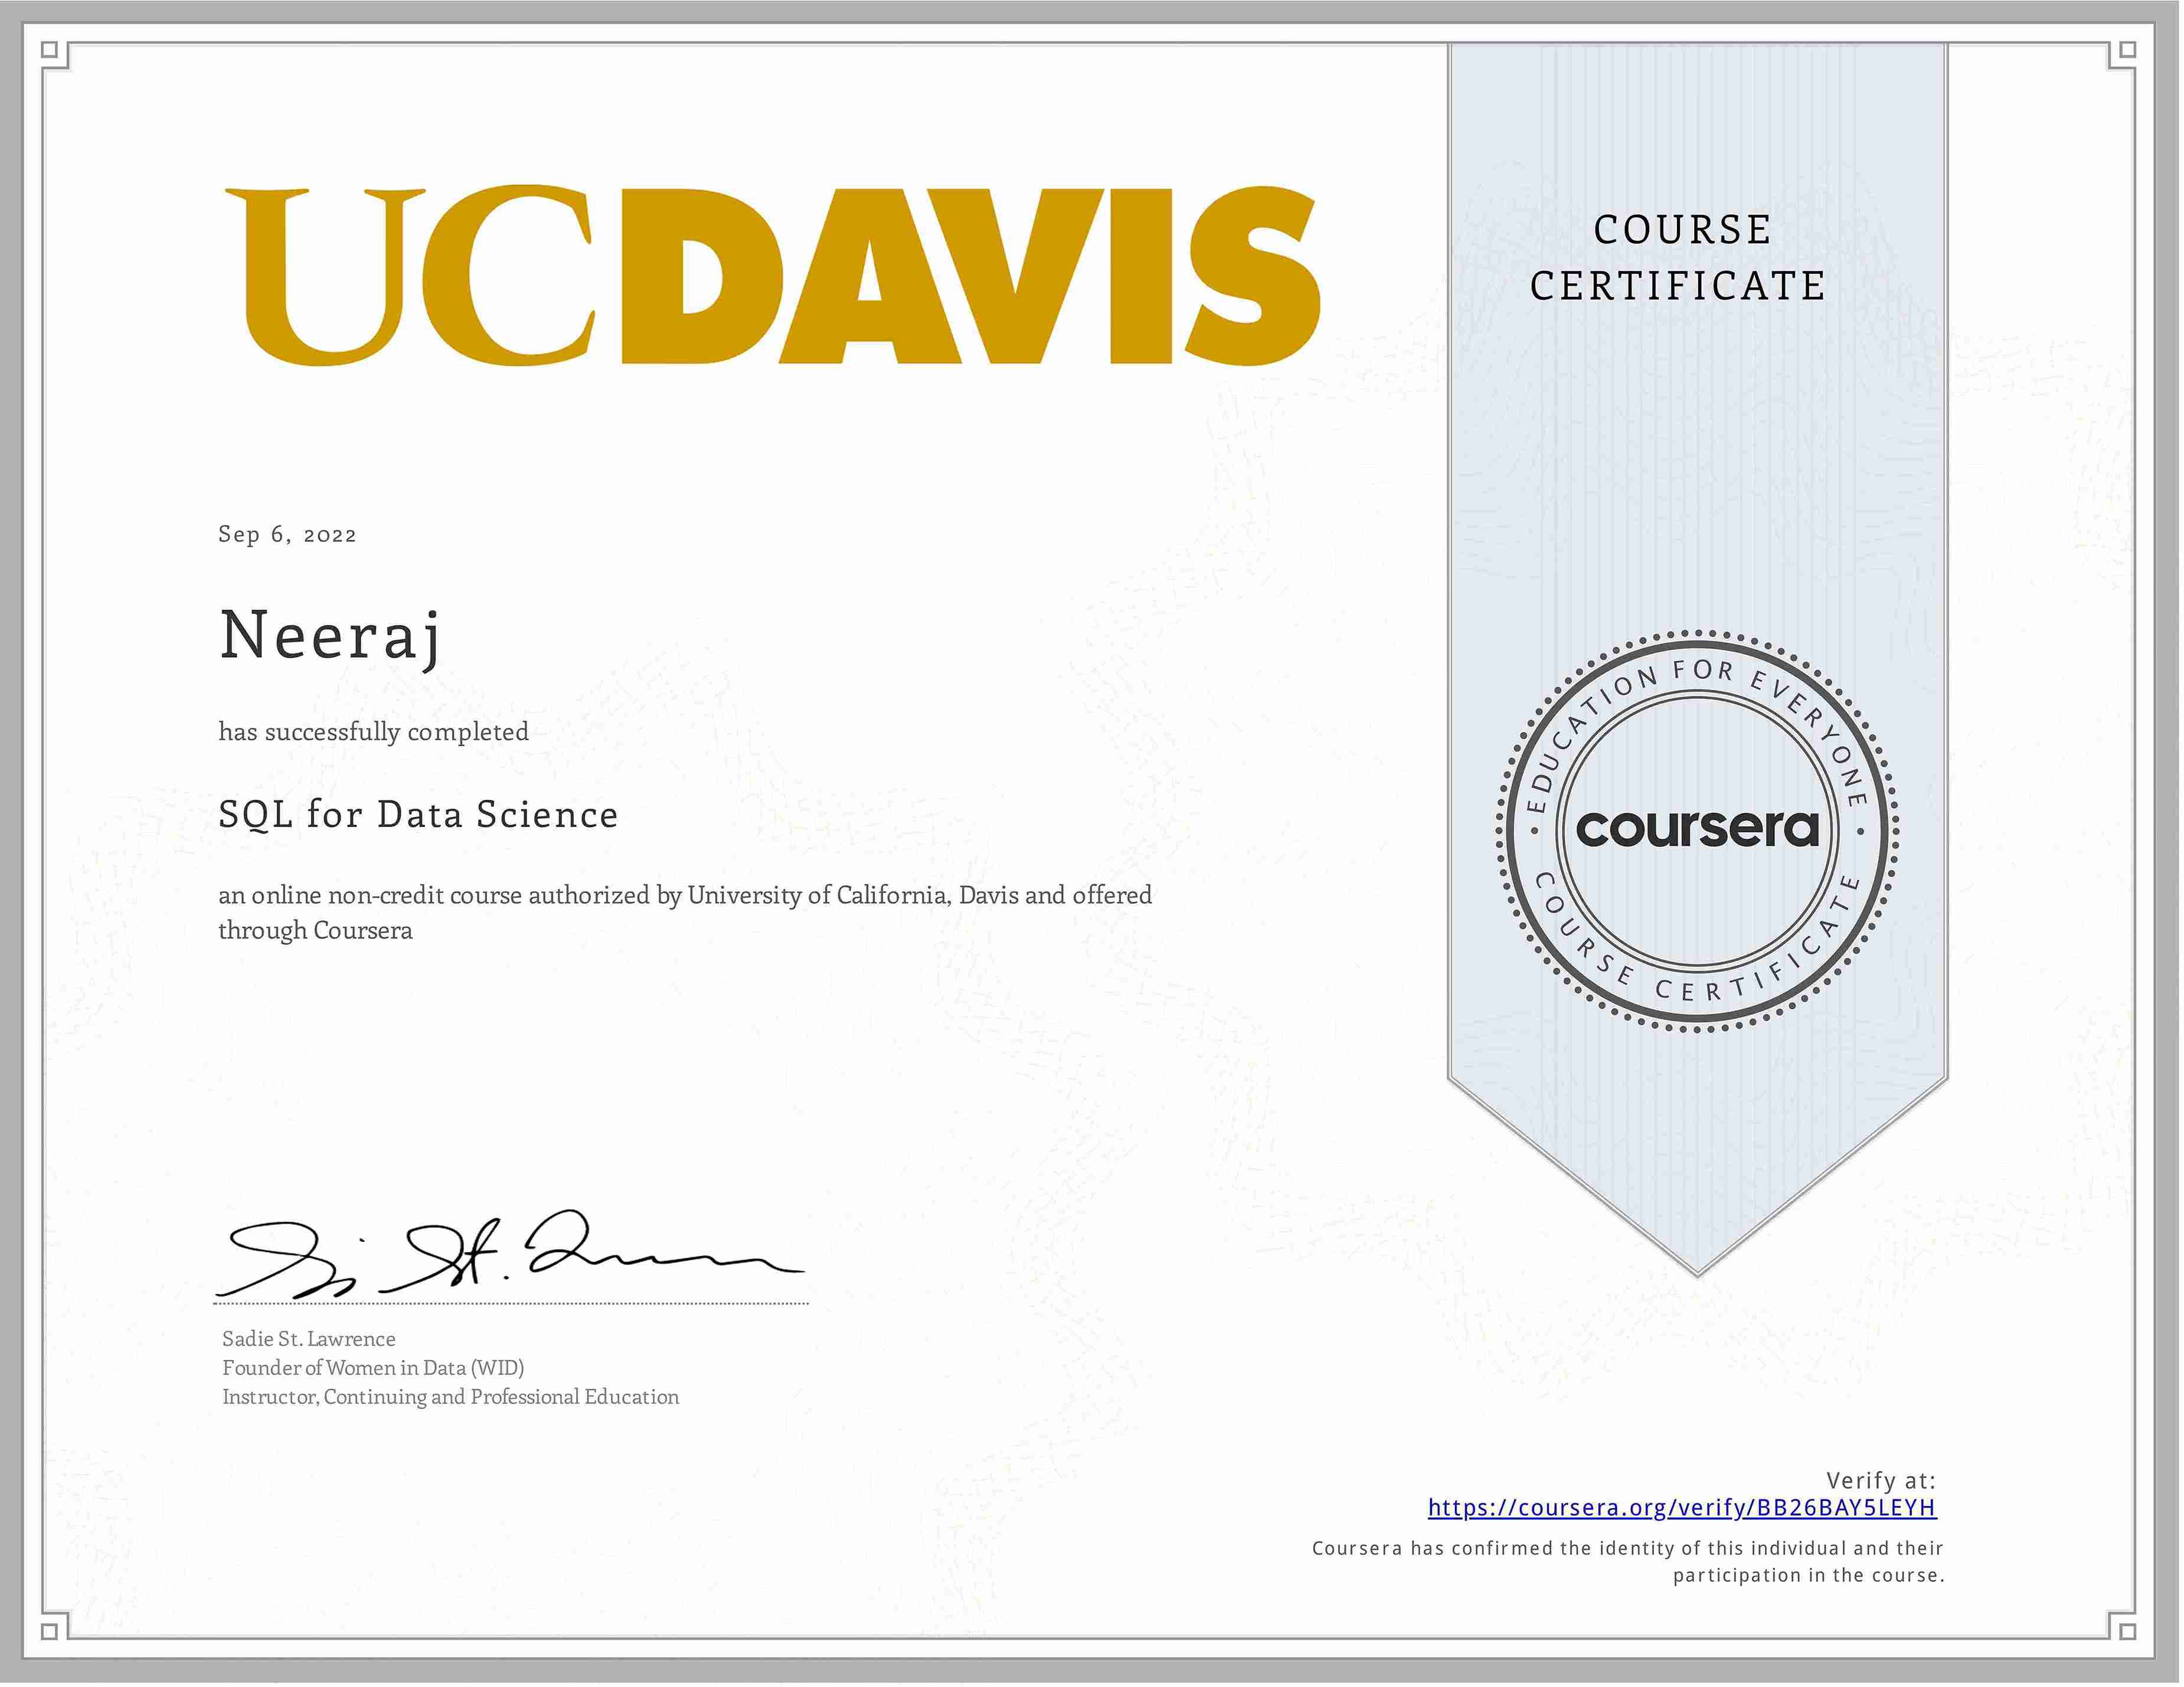 UCDAVIS
COURSE
CERTIFICATE
Sep 6, 2022
Neeraj
has successfully completed
SQL for Data Science
an online non-credit course authorized by University of California, Davis and offered
through Coursera
EDUCATION FOR EVERYONE
coursera
COURSE CERTIFICATE
Sadie St. Lawrence
Founder of Women in Data (WID)
Instructor, Continuing and Professional Education
Verify at:
https://coursera.org/verify/BB26BAY5LEYH
Coursera has confirmed the identity of this individual and their
participation in the course.